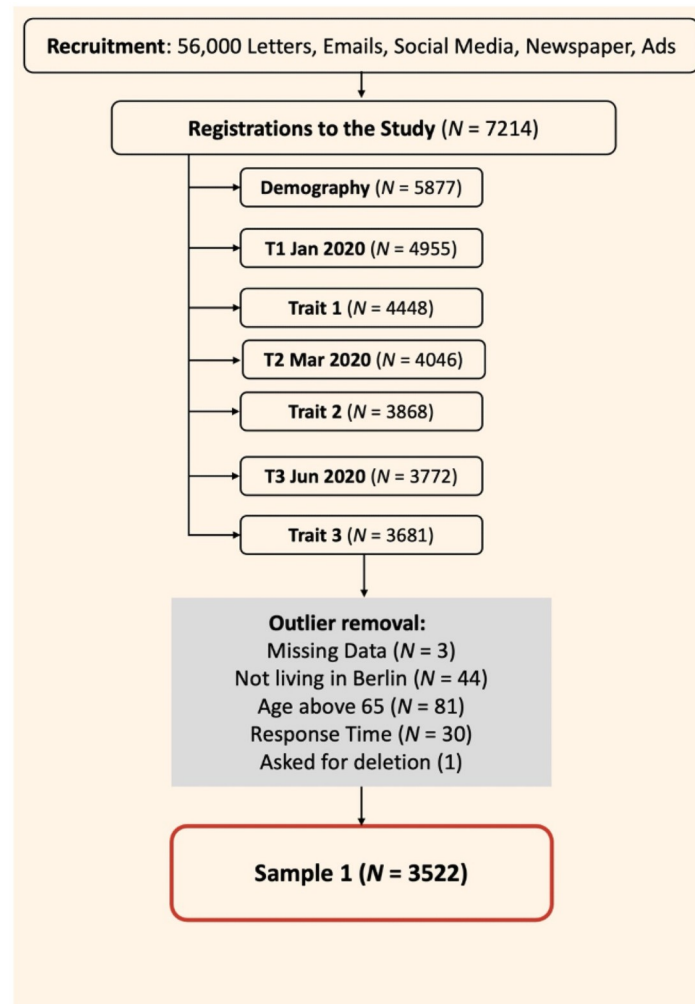 Recruitment: 56,000 Letters, Emails, Social Media, Newspaper, Ads
Registrations to the Study (N = 7214)
Demography (N = 5877)
T1 Jan 2020 (N = 4955)
Trait 1 (N = 4448)
T2 Mar 2020 (N = 4046)
Trait 2 (N = 3868)
T3 Jun 2020 (N = 3772)
Trait 3 (N = 3681)
Outlier removal:
Missing Data (N = 3)
Not living in Berlin (N = 44)
Age above 65 (N = 81)
Response Time (N = 30)
Asked for deletion (1)
Sample 1 (N = 3522)